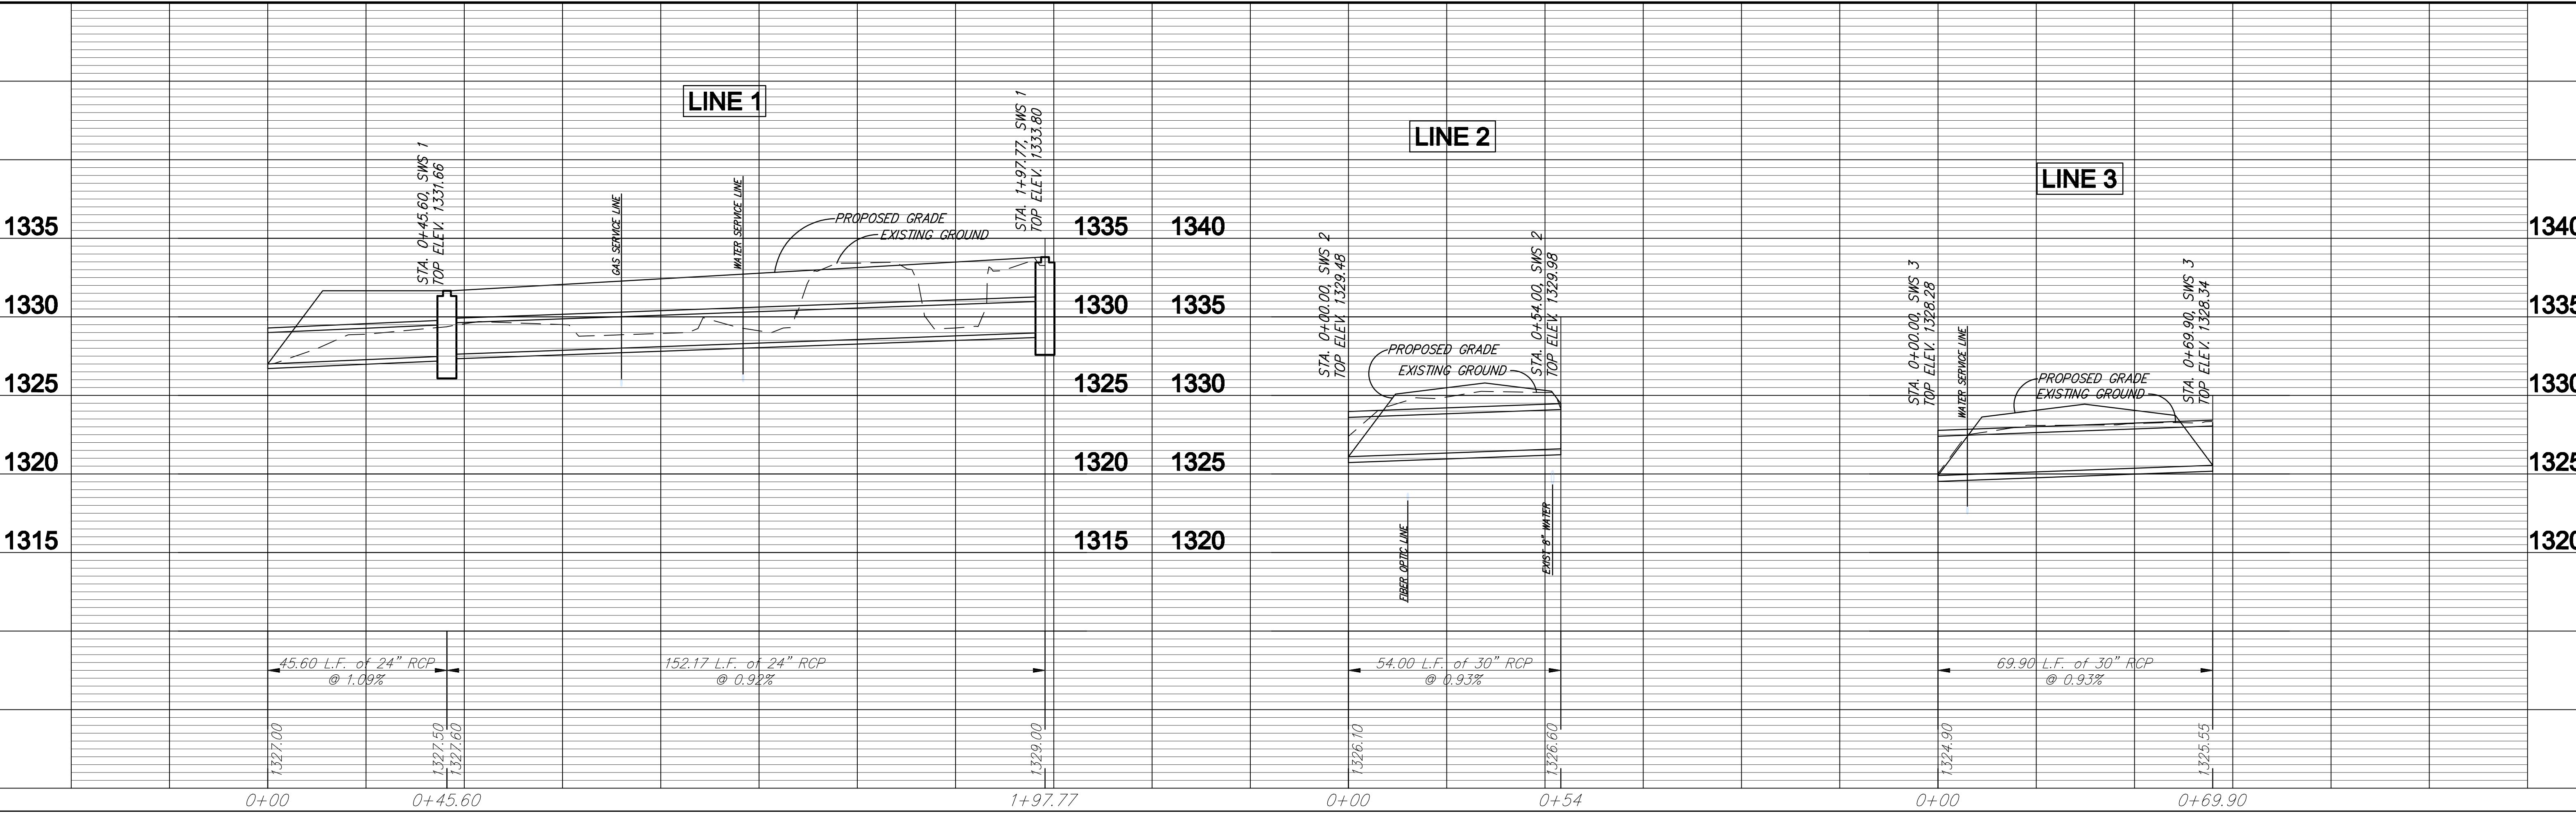 LINE 1
LINE 2
LINE 3
STA. 0+45.60, SWS 1
TOP ELEV. 1331.66
GAS SERVICE LINE
WATER SERVICE LINE
PROPOSED GRADE
EXISTING GROUND
STA. 1+97.77, SWS 1
TOP ELEV. 1333.80
STA. 0+00.00, SWS 2
TOP ELEV. 1329.48
PROPOSED GRADE
EXISTING GROUND
STA. 0+54.00, SWS 2
TOP ELEV. 1329.98
FIBER OPTIC LINE
EXIST 8" WATER
STA. 0+00.00, SWS 3
TOP ELEV. 1328.28
WATER SERVICE LINE
PROPOSED GRADE
EXISTING GROUND
STA. 0+69.90, SWS 3
TOP ELEV. 1328.34
1335 1335 1340 1340
1330 1330 1335 1335
1325 1325 1330 1330
1320 1320 1325 1325
1315 1315 1320 1320
45.60 L.F. of 24" RCP
@ 1.09%
152.17 L.F. of 24" RCP
@ 0.92%
54.00 L.F. of 30" RCP
@ 0.93%
69.90 L.F. of 30" RCP
@ 0.93%
1327.00
1327.50
1327.60
1329.00
1326.10
1326.60
1324.90
1325.55
0+00 0+45.60 1+97.77 0+00 0+54 0+00 0+69.90